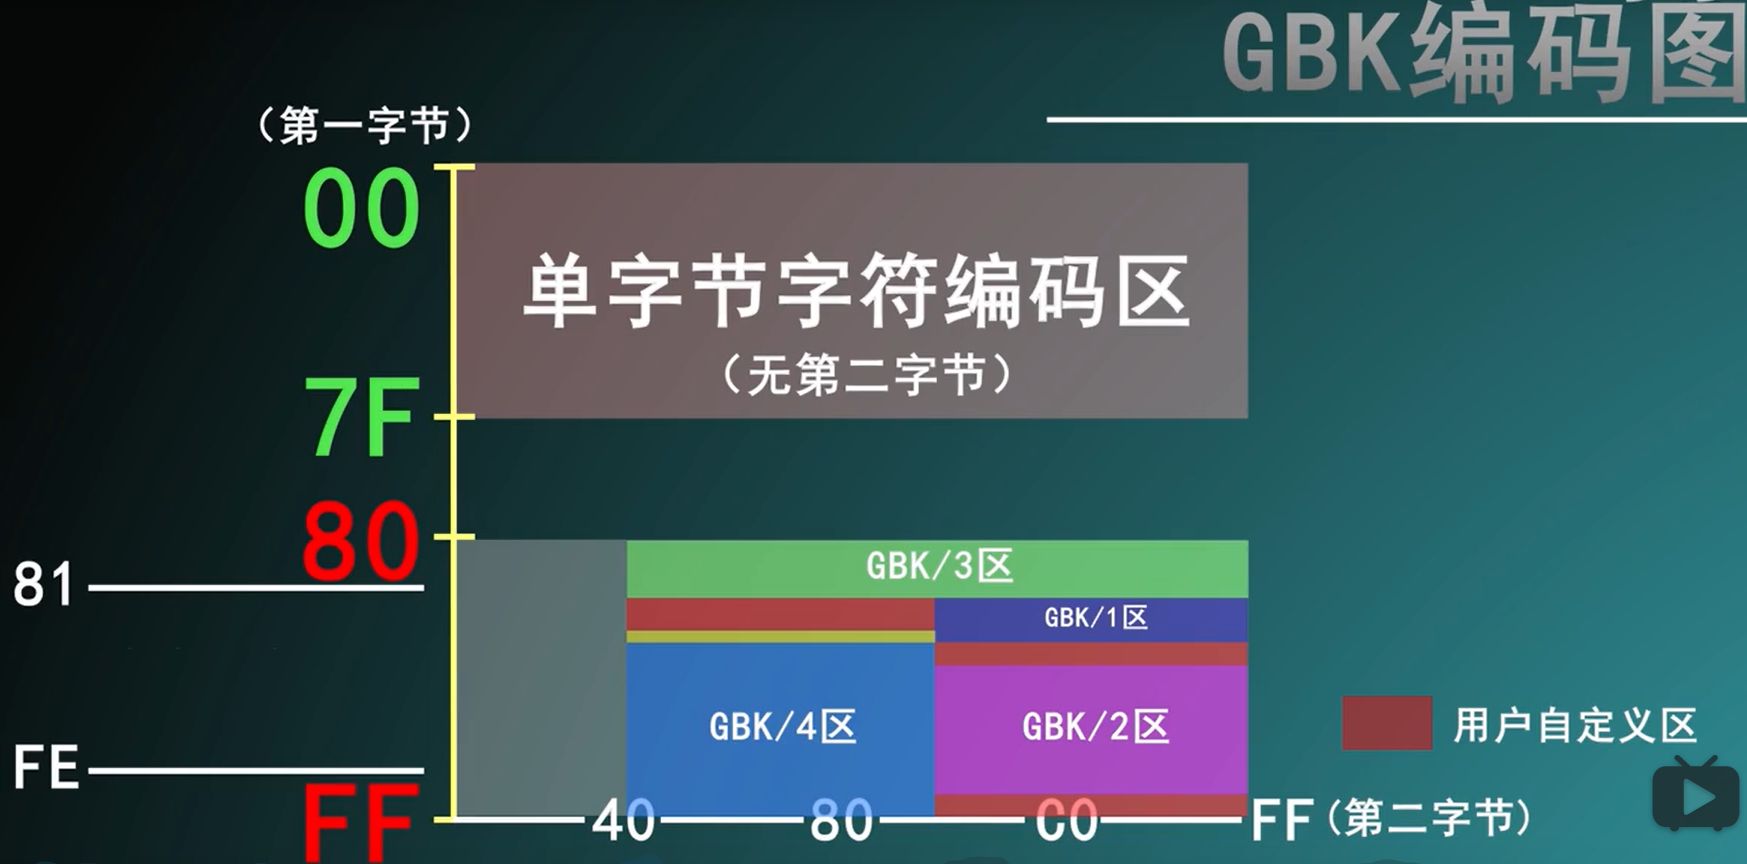 GBK编码图
（第一字节）
00
单字节字符编码区
（无第二字节）
7F
80
81
GBK/3区
GBK/1区
GBK/4区
GBK/2区
用户自定义区
FE
FF
40
80
C0
FF（第二字节）